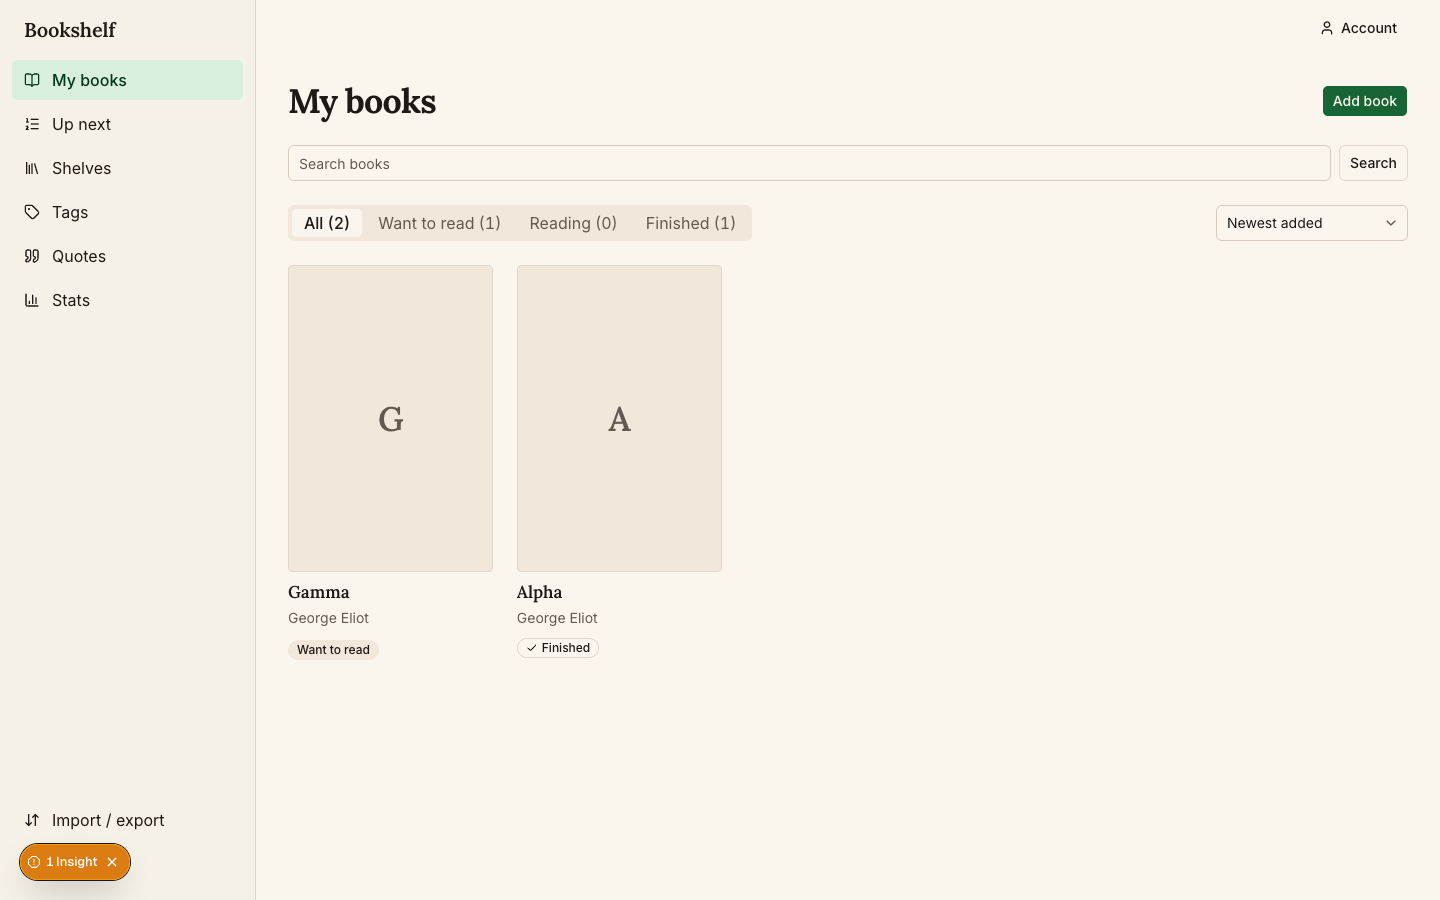 Bookshelf
Account
My books
Up next
Shelves
Tags
Quotes
Stats
Import / export
1 Insight
My books
Add book
Search books
Search
All (2)
Want to read (1)
Reading (0)
Finished (1)
Newest added
G
A
Gamma
George Eliot
Want to read
Alpha
George Eliot
Finished